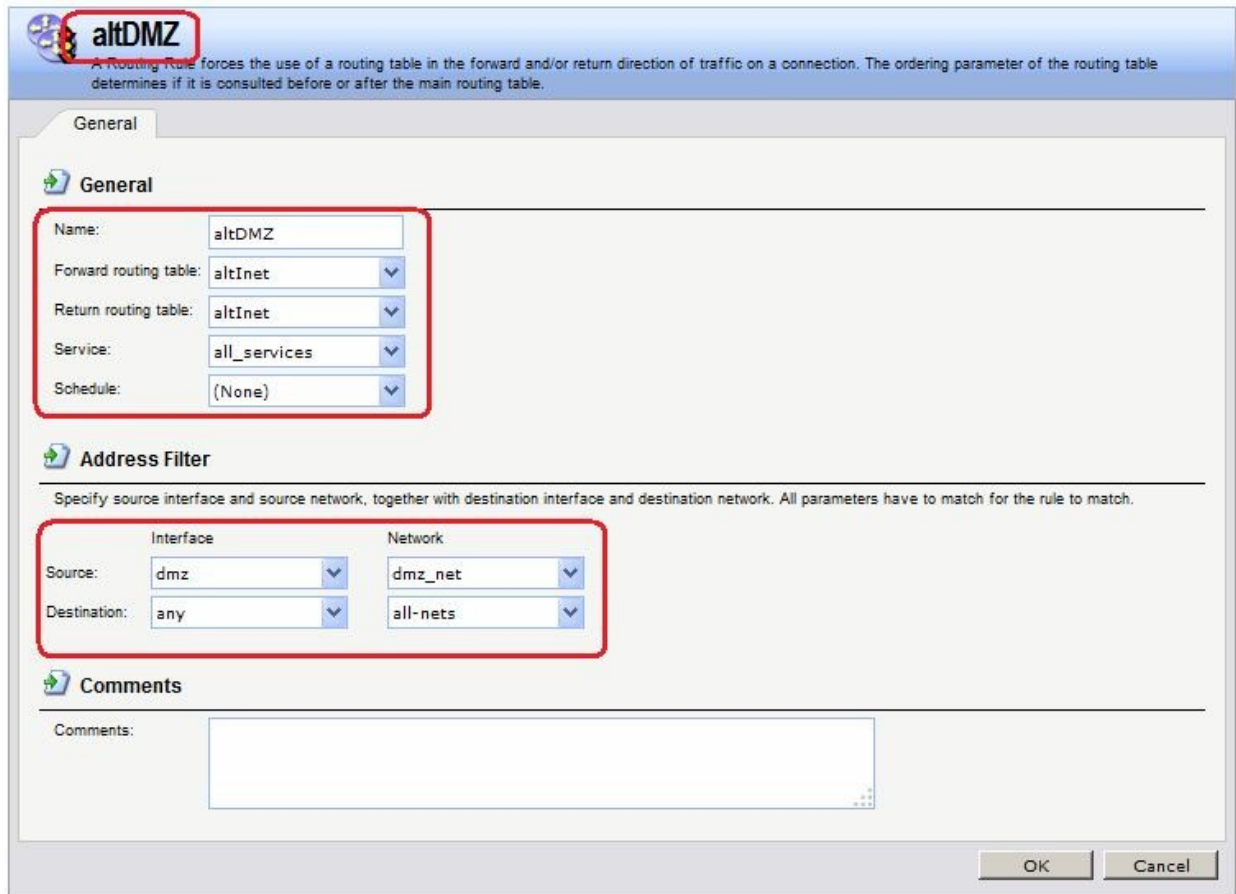 altDMZ
A Routing Rule forces the use of a routing table in the forward and/or return direction of traffic on a connection. The ordering parameter of the routing table
determines if it is consulted before or after the main routing table.
General
General
Name: altDMZ
Forward routing table: altInet
Return routing table: altInet
Service: all_services
Schedule: (None)
Address Filter
Specify source interface and source network, together with destination interface and destination network. All parameters have to match for the rule to match.
Interface Network
Source: dmz dmz_net
Destination: any all-nets
Comments
Comments:
OK Cancel